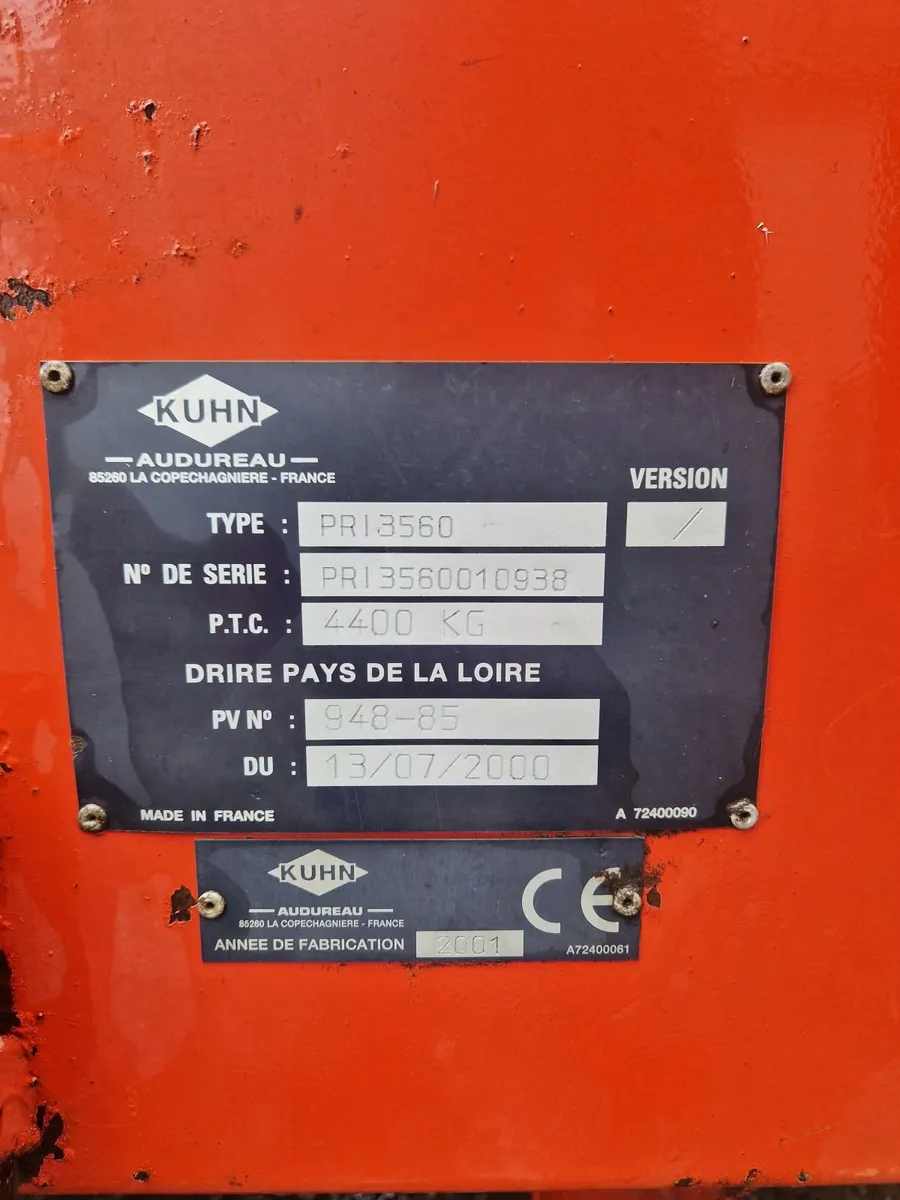 KUHN
AUDUREAU
85260 LA COPECHAGNIERE - FRANCE
VERSION
TYPE : PRI3560 /
Nº DE SERIE : PRI3560010938
P.T.C. : 4400 KG
DRIRE PAYS DE LA LOIRE
PV Nº : 948-85
DU : 13/07/2000
MADE IN FRANCE A 72400090
KUHN
AUDUREAU
85260 LA COPECHAGNIERE - FRANCE
ANNEE DE FABRICATION 2001
CE
A72400061